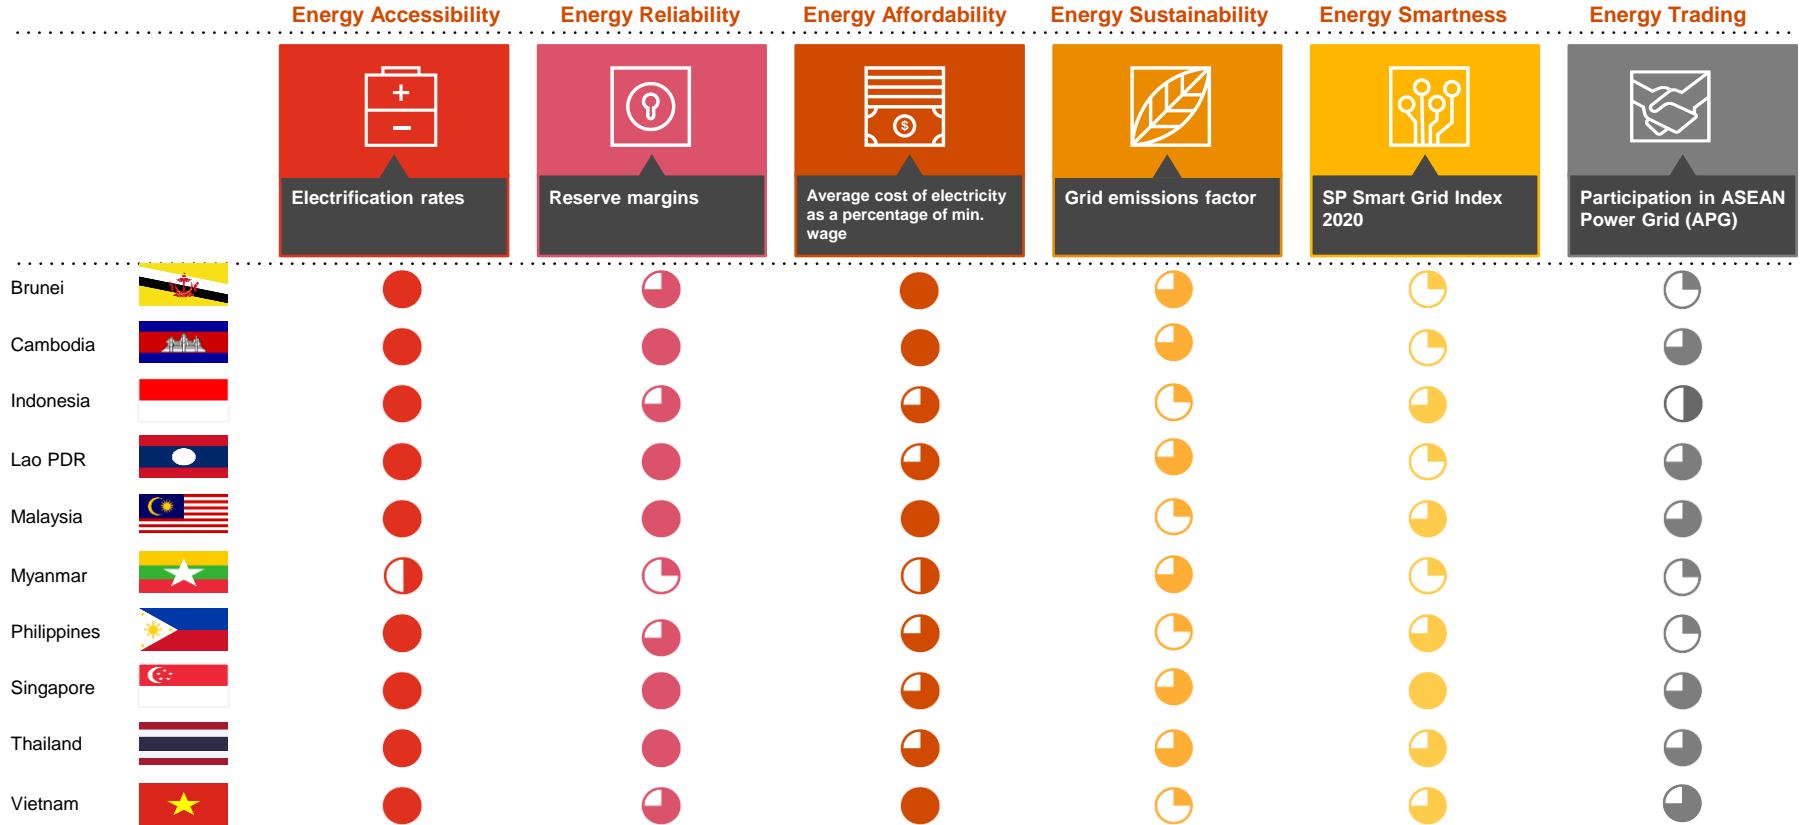 Energy Accessibility
Energy Reliability
Energy Affordability
Energy Sustainability
Energy Smartness
Energy Trading
+
−
$
Electrification rates
Reserve margins
Average cost of electricity
as a percentage of min.
wage
Grid emissions factor
SP Smart Grid Index
2020
Participation in ASEAN
Power Grid (APG)
Brunei
Cambodia
Indonesia
Lao PDR
Malaysia
Myanmar
Philippines
Singapore
Thailand
Vietnam